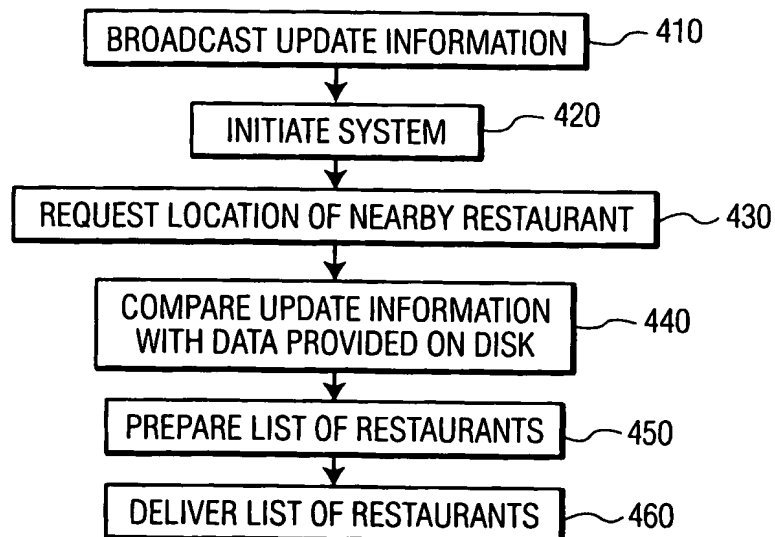 BROADCAST UPDATE INFORMATION 410
INITIATE SYSTEM 420
REQUEST LOCATION OF NEARBY RESTAURANT 430
COMPARE UPDATE INFORMATION
WITH DATA PROVIDED ON DISK 440
PREPARE LIST OF RESTAURANTS 450
DELIVER LIST OF RESTAURANTS 460